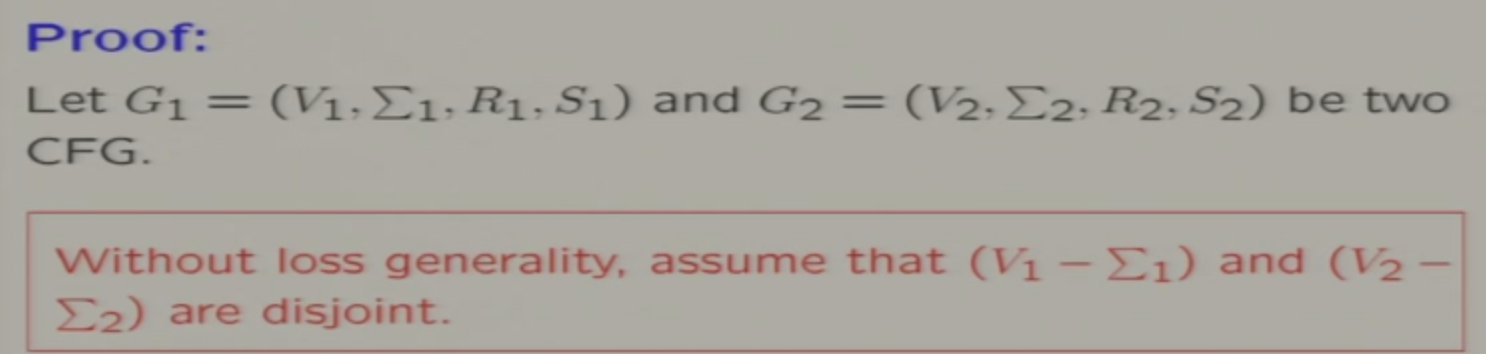 Proof:
Let G₁ = (V₁, Σ₁, R₁, S₁) and G₂ = (V₂, Σ₂, R₂, S₂) be two
CFG.
Without loss generality, assume that (V₁ − Σ₁) and (V₂ −
Σ₂) are disjoint.